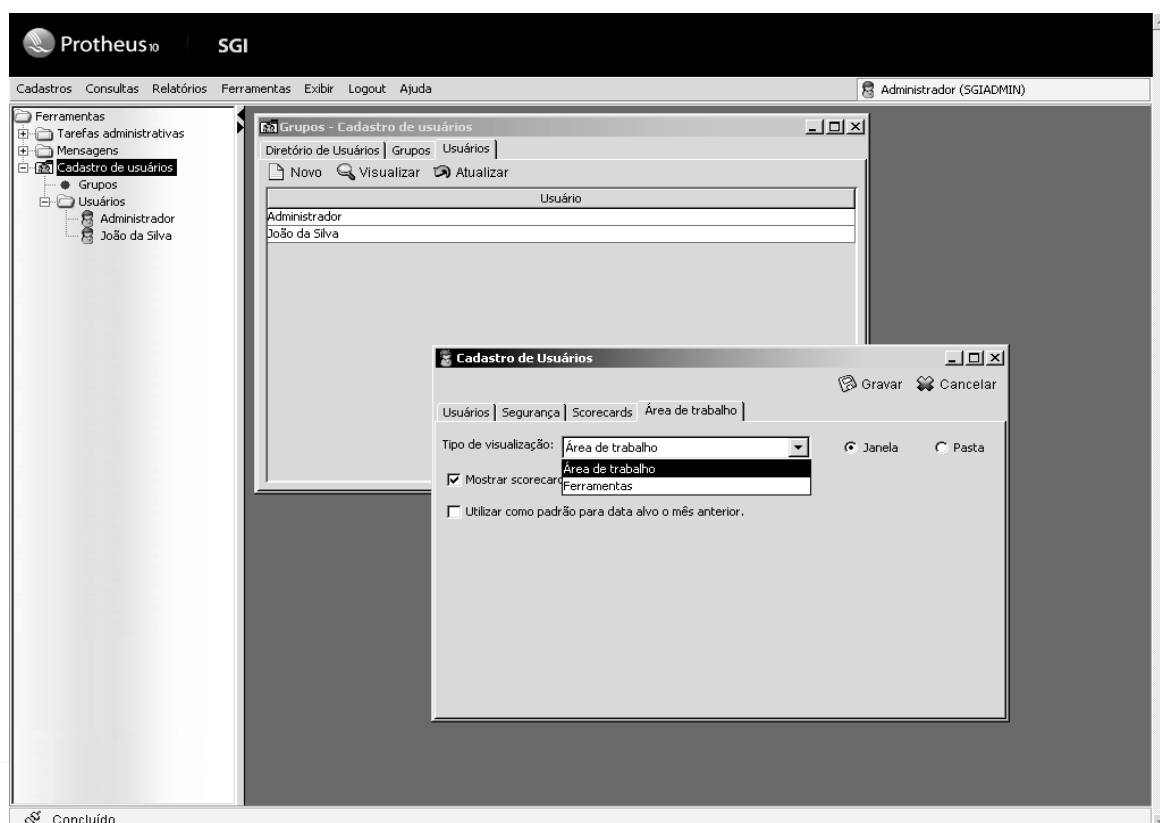 Protheus10 SGI
Cadastros Consultas Relatórios Ferramentas Exibir Logout Ajuda
Administrador (SGIADMIN)
Ferramentas
Tarefas administrativas
Mensagens
Cadastro de usuários
Grupos
Usuários
Administrador
João da Silva
Grupos - Cadastro de usuários
Diretório de Usuários Grupos Usuários
Novo Visualizar Atualizar
Usuário
Administrador
João da Silva
Cadastro de Usuários
Gravar Cancelar
Usuários Segurança Scorecards Área de trabalho
Tipo de visualização: Área de trabalho Janela Pasta
Área de trabalho
Ferramentas
Mostrar scorecar
Utilizar como padrão para data alvo o mês anterior.
Concluído